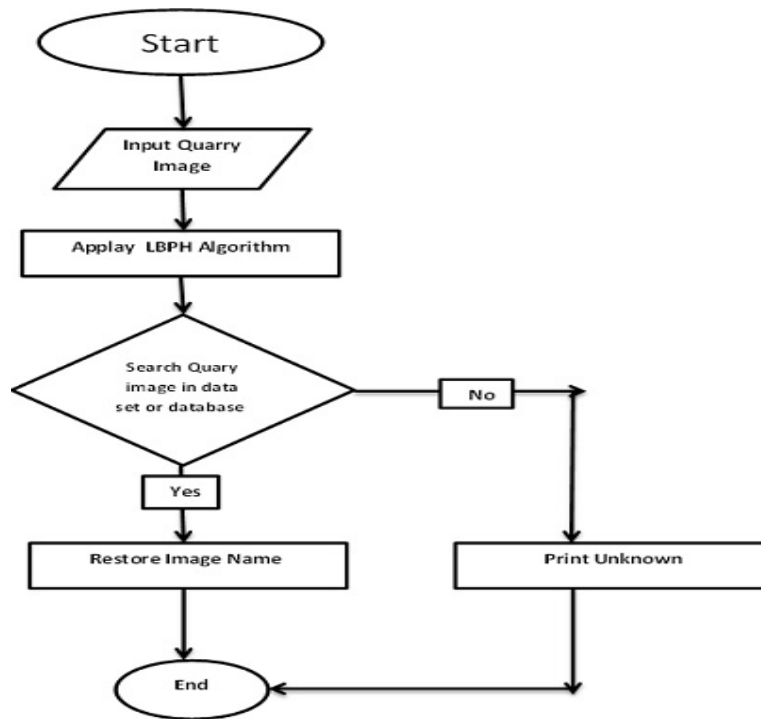 Start
Input Quarry
Image
Applay LBPH Algorithm
Search Quary
image in data
set or database
No
Yes
Restore Image Name
Print Unknown
End